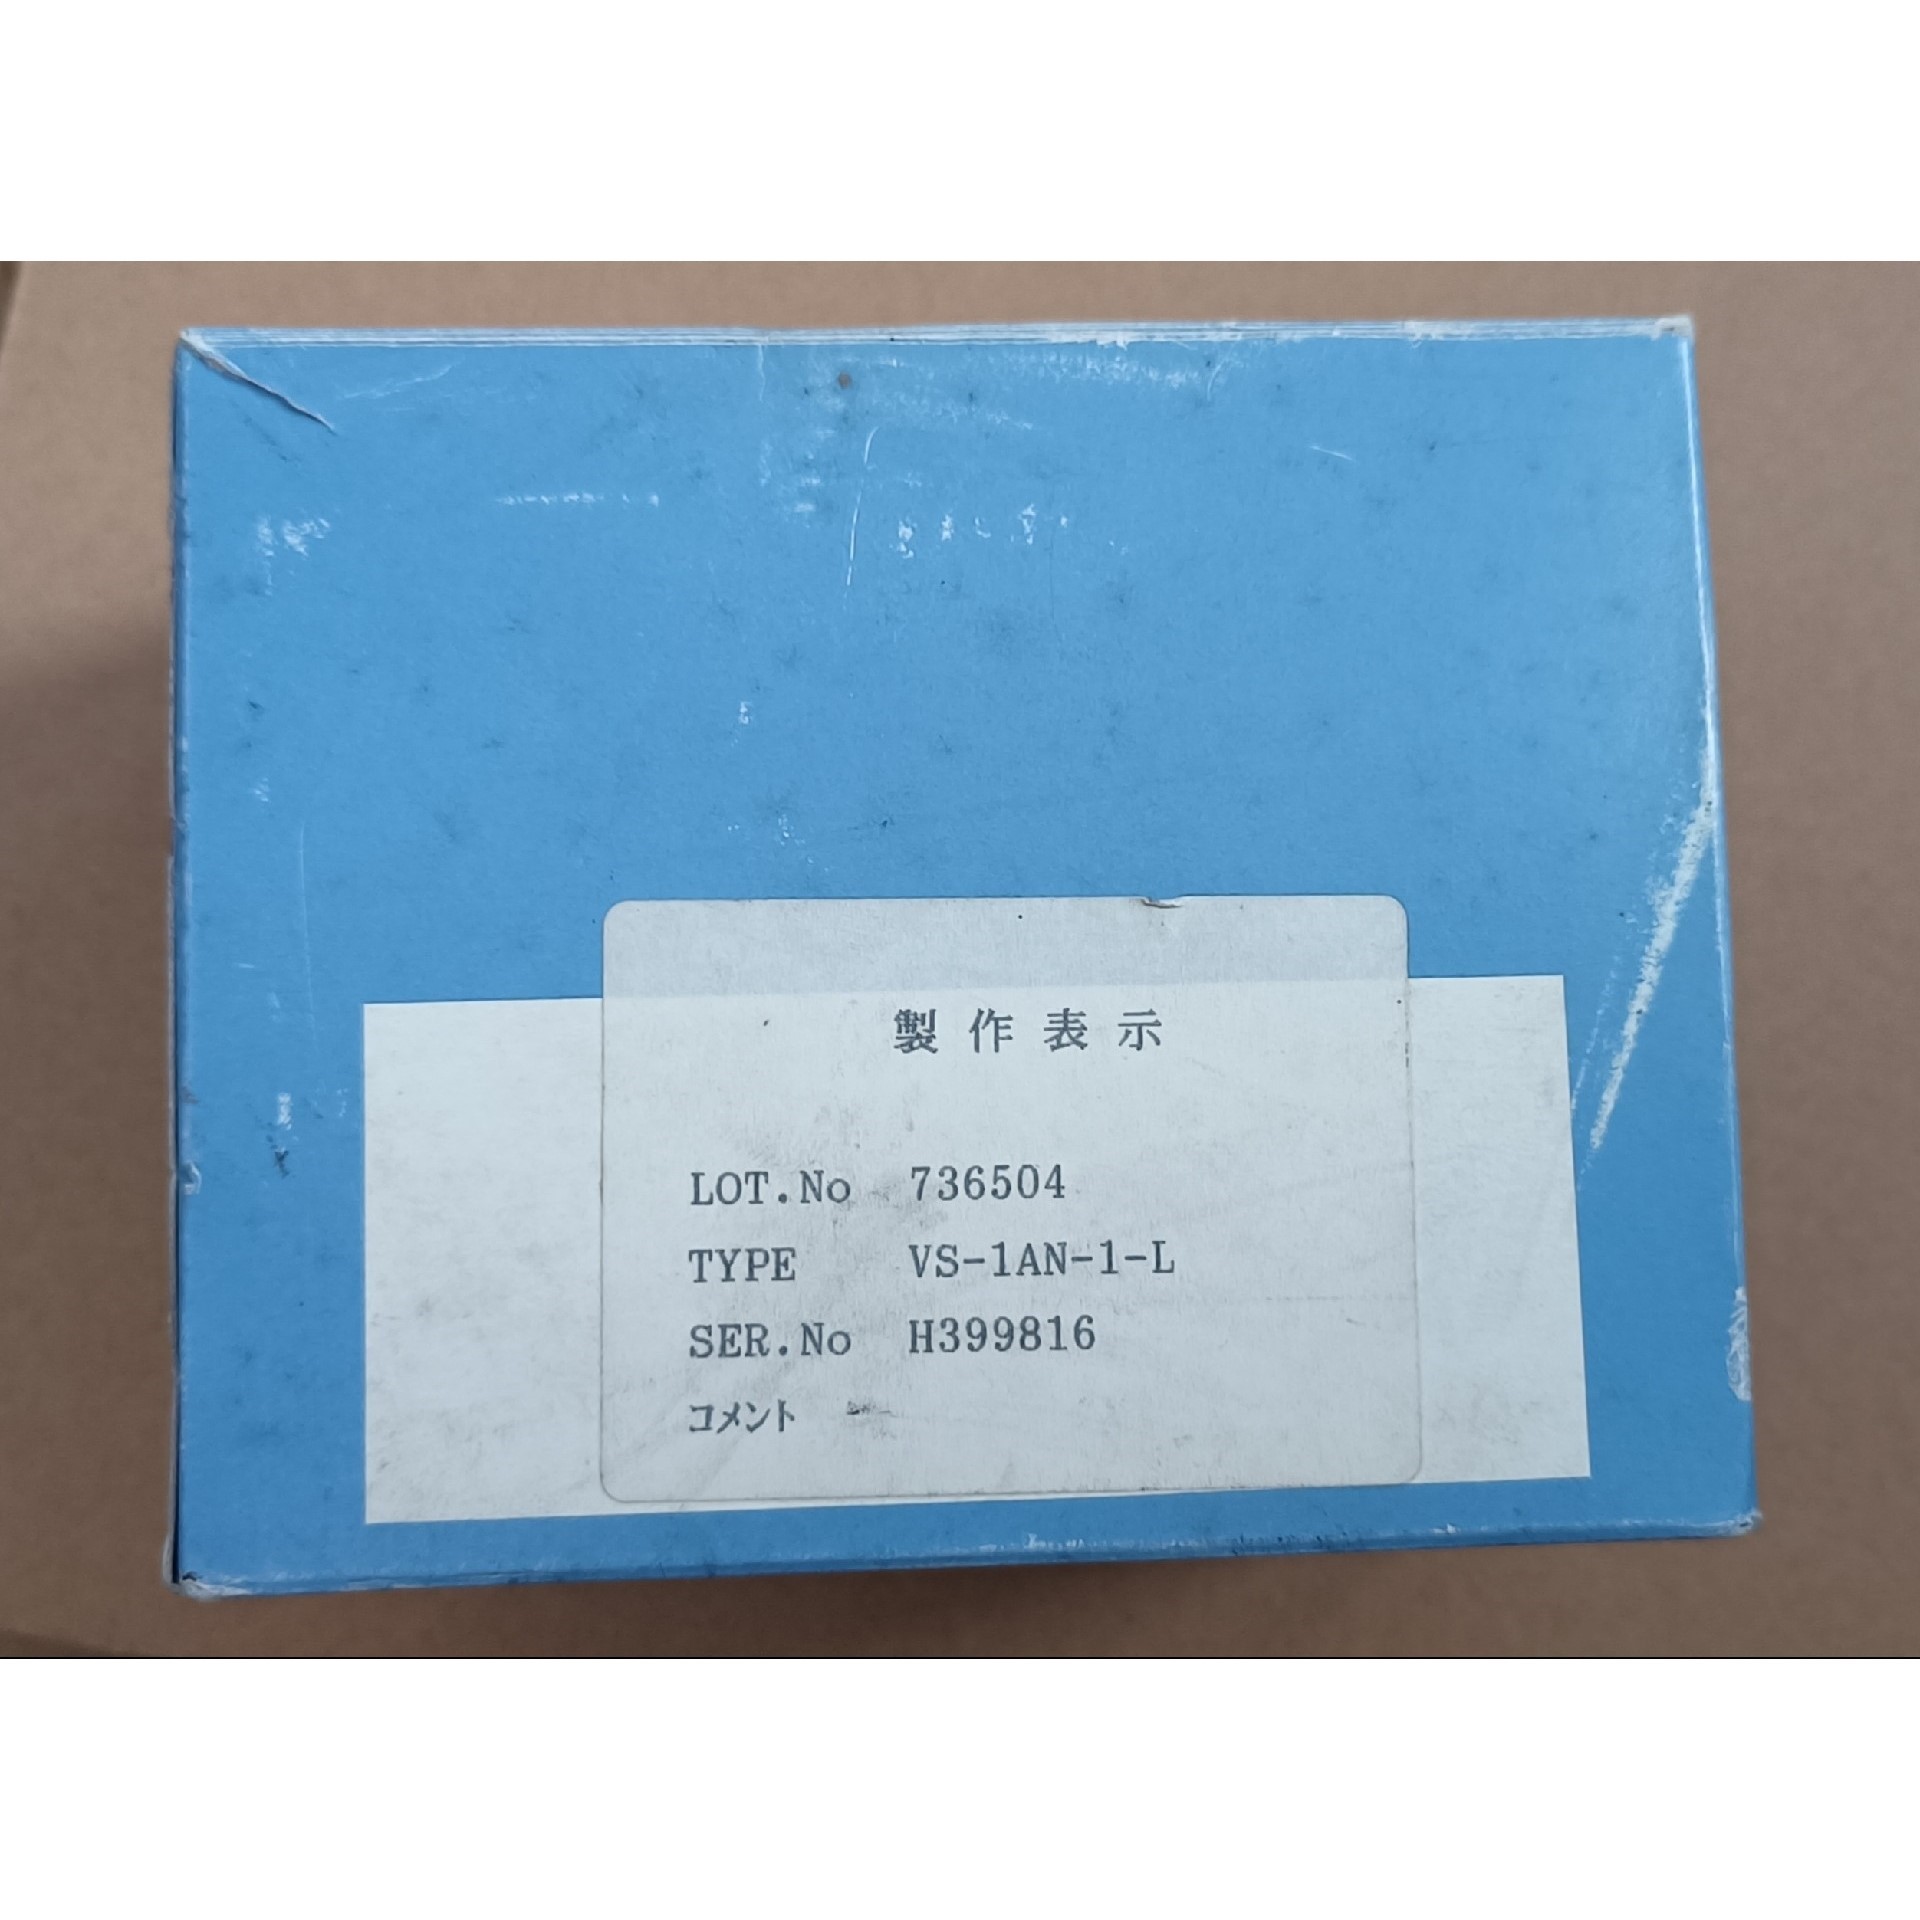 製作表示
LOT.No 736504
TYPE VS-1AN-1-L
SER.No H399816
コメント